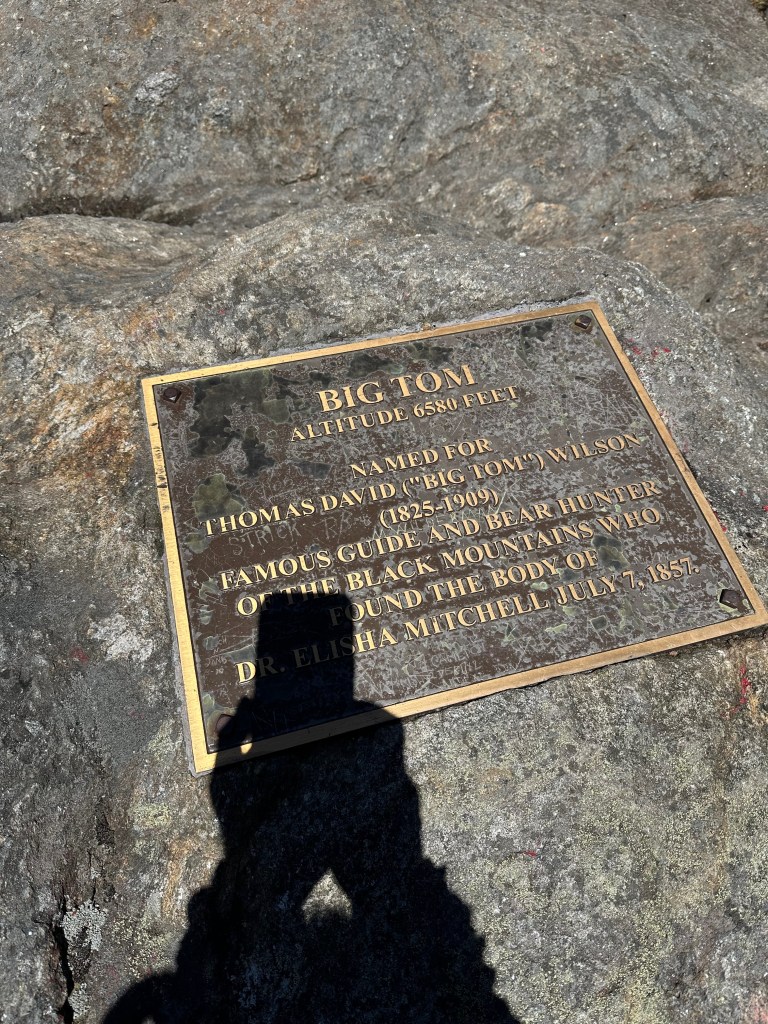 BIG TOM
ALTITUDE 6580 FEET
NAMED FOR
THOMAS DAVID ("BIG TOM") WILSON
(1825-1909)
FAMOUS GUIDE AND BEAR HUNTER
OF THE BLACK MOUNTAINS WHO
FOUND THE BODY OF
DR. ELISHA MITCHELL JULY 7, 1857.